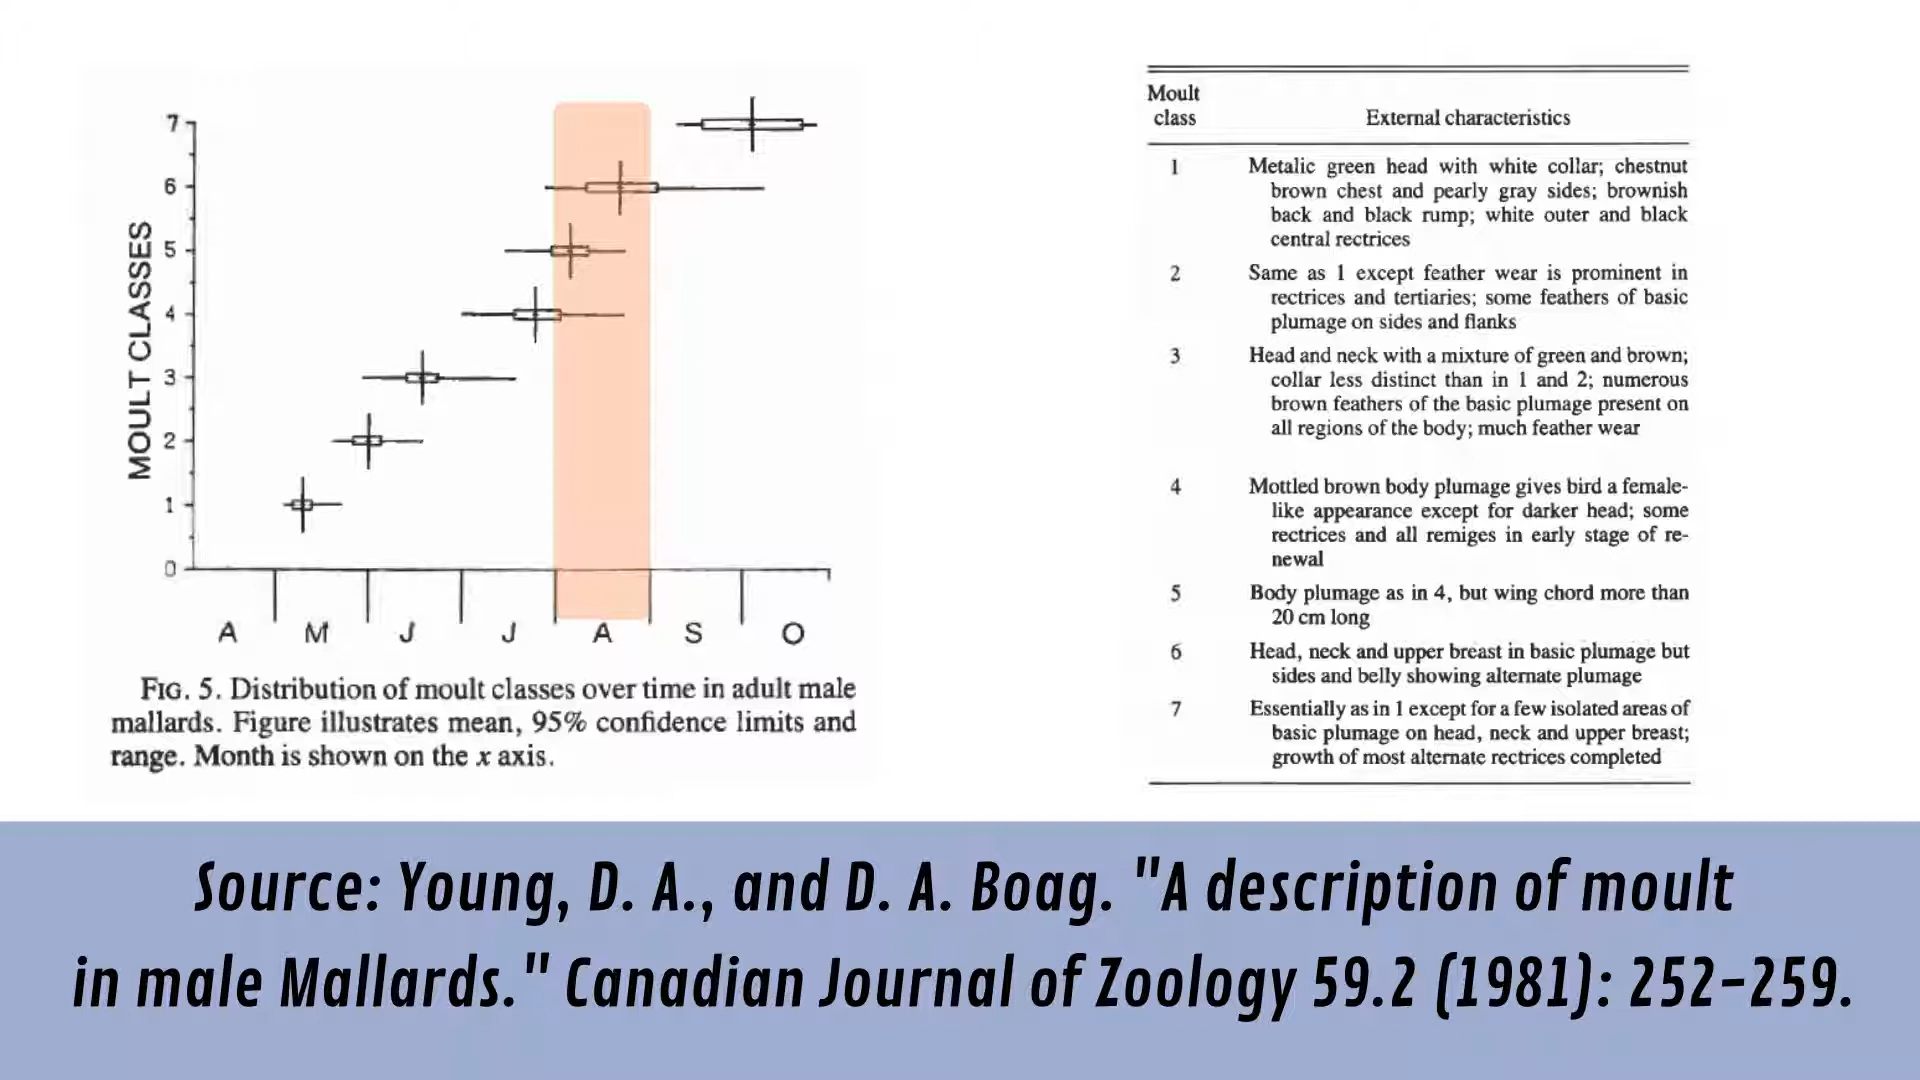 7
6
5
4
3
2
1
0
MOULT CLASSES
A M J J A S O
FIG. 5. Distribution of moult classes over time in adult male
mallards. Figure illustrates mean, 95% confidence limits and
range. Month is shown on the x axis.
Moult
class External characteristics
1 Metalic green head with white collar; chestnut
brown chest and pearly gray sides; brownish
back and black rump; white outer and black
central rectrices
2 Same as 1 except feather wear is prominent in
rectrices and tertiaries; some feathers of basic
plumage on sides and flanks
3 Head and neck with a mixture of green and brown;
collar less distinct than in 1 and 2; numerous
brown feathers of the basic plumage present on
all regions of the body; much feather wear
4 Mottled brown body plumage gives bird a female-
like appearance except for darker head; some
rectrices and all remiges in early stage of re-
newal
5 Body plumage as in 4, but wing chord more than
20 cm long
6 Head, neck and upper breast in basic plumage but
sides and belly showing alternate plumage
7 Essentially as in 1 except for a few isolated areas of
basic plumage on head, neck and upper breast;
growth of most alternate rectrices completed
Source: Young, D. A., and D. A. Boag. "A description of moult
in male Mallards." Canadian Journal of Zoology 59.2 (1981): 252-259.